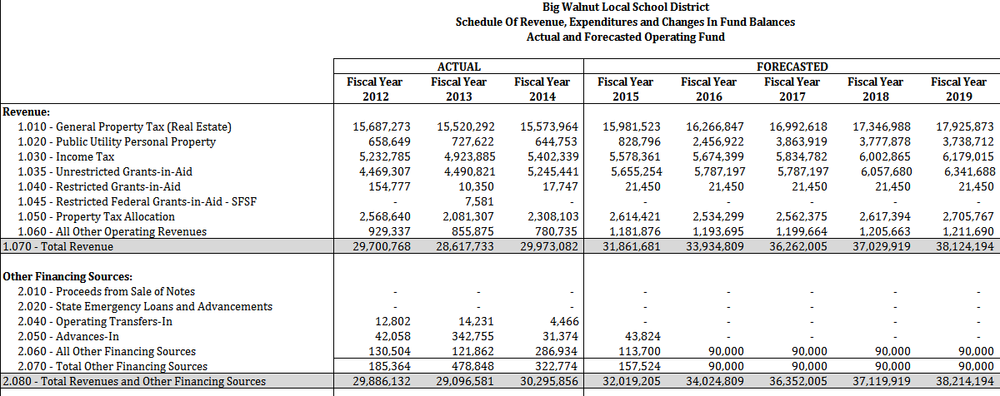 Big Walnut Local School District
Schedule Of Revenue, Expenditures and Changes In Fund Balances
Actual and Forecasted Operating Fund
ACTUAL FORECASTED
Fiscal Year Fiscal Year Fiscal Year Fiscal Year Fiscal Year Fiscal Year Fiscal Year Fiscal Year
2012 2013 2014 2015 2016 2017 2018 2019
Revenue:
1.010 - General Property Tax (Real Estate) 15,687,273 15,520,292 15,573,964 15,981,523 16,266,847 16,992,618 17,346,988 17,925,873
1.020 - Public Utility Personal Property 658,649 727,622 644,753 828,796 2,456,922 3,863,919 3,777,878 3,738,712
1.030 - Income Tax 5,232,785 4,923,885 5,402,339 5,578,361 5,674,399 5,834,782 6,002,865 6,179,015
1.035 - Unrestricted Grants-in-Aid 4,469,307 4,490,821 5,245,441 5,655,254 5,787,197 5,787,197 6,057,680 6,341,688
1.040 - Restricted Grants-in-Aid 154,777 10,350 17,747 21,450 21,450 21,450 21,450 21,450
1.045 - Restricted Federal Grants-in-Aid - SFSF - 7,581 - - - - - -
1.050 - Property Tax Allocation 2,568,640 2,081,307 2,308,103 2,614,421 2,534,299 2,562,375 2,617,394 2,705,767
1.060 - All Other Operating Revenues 929,337 855,875 780,735 1,181,876 1,193,695 1,199,664 1,205,663 1,211,690
1.070 - Total Revenue 29,700,768 28,617,733 29,973,082 31,861,681 33,934,809 36,262,005 37,029,919 38,124,194
Other Financing Sources:
2.010 - Proceeds from Sale of Notes - - - - - - - -
2.020 - State Emergency Loans and Advancements - - - - - - - -
2.040 - Operating Transfers-In 12,802 14,231 4,466 - - - - -
2.050 - Advances-In 42,058 342,755 31,374 43,824 - - - -
2.060 - All Other Financing Sources 130,504 121,862 286,934 113,700 90,000 90,000 90,000 90,000
2.070 - Total Other Financing Sources 185,364 478,848 322,774 157,524 90,000 90,000 90,000 90,000
2.080 - Total Revenues and Other Financing Sources 29,886,132 29,096,581 30,295,856 32,019,205 34,024,809 36,352,005 37,119,919 38,214,194